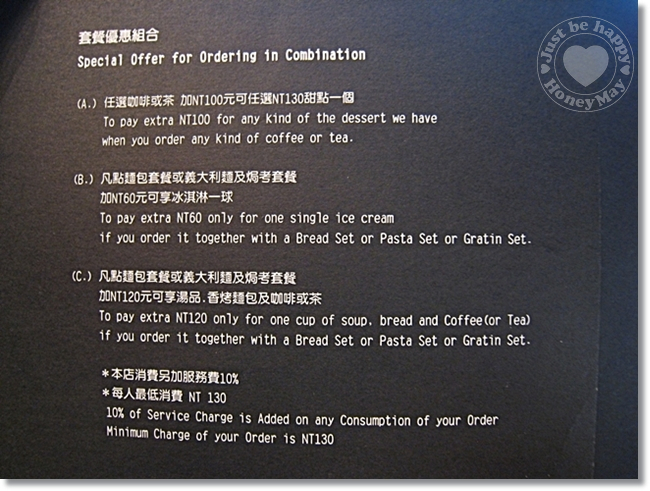 套餐優惠組合
Special Offer for Ordering in Combination
(A.) 任選咖啡或茶 加NT100元可任選NT130甜點一個
To pay extra NT100 for any kind of the dessert we have
when you order any kind of coffee or tea.
(B.) 凡點麵包套餐或義大利麵及焗考套餐
加NT60元可享冰淇淋一球
To pay extra NT60 only for one single ice cream
if you order it together with a Bread Set or Pasta Set or Gratin Set.
(C.) 凡點麵包套餐或義大利麵及焗考套餐
加NT120元可享湯品.香烤麵包及咖啡或茶
To pay extra NT120 only for one cup of soup. bread and Coffee(or Tea)
if you order it together with a Bread Set or Pasta Set or Gratin Set.
*本店消費另加服務費10%
*每人最低消費 NT 130
10% of Service Charge is Added on any Consumption of your Order
Minimum Charge of your Order is NT130
Just be happy
HoneyMay